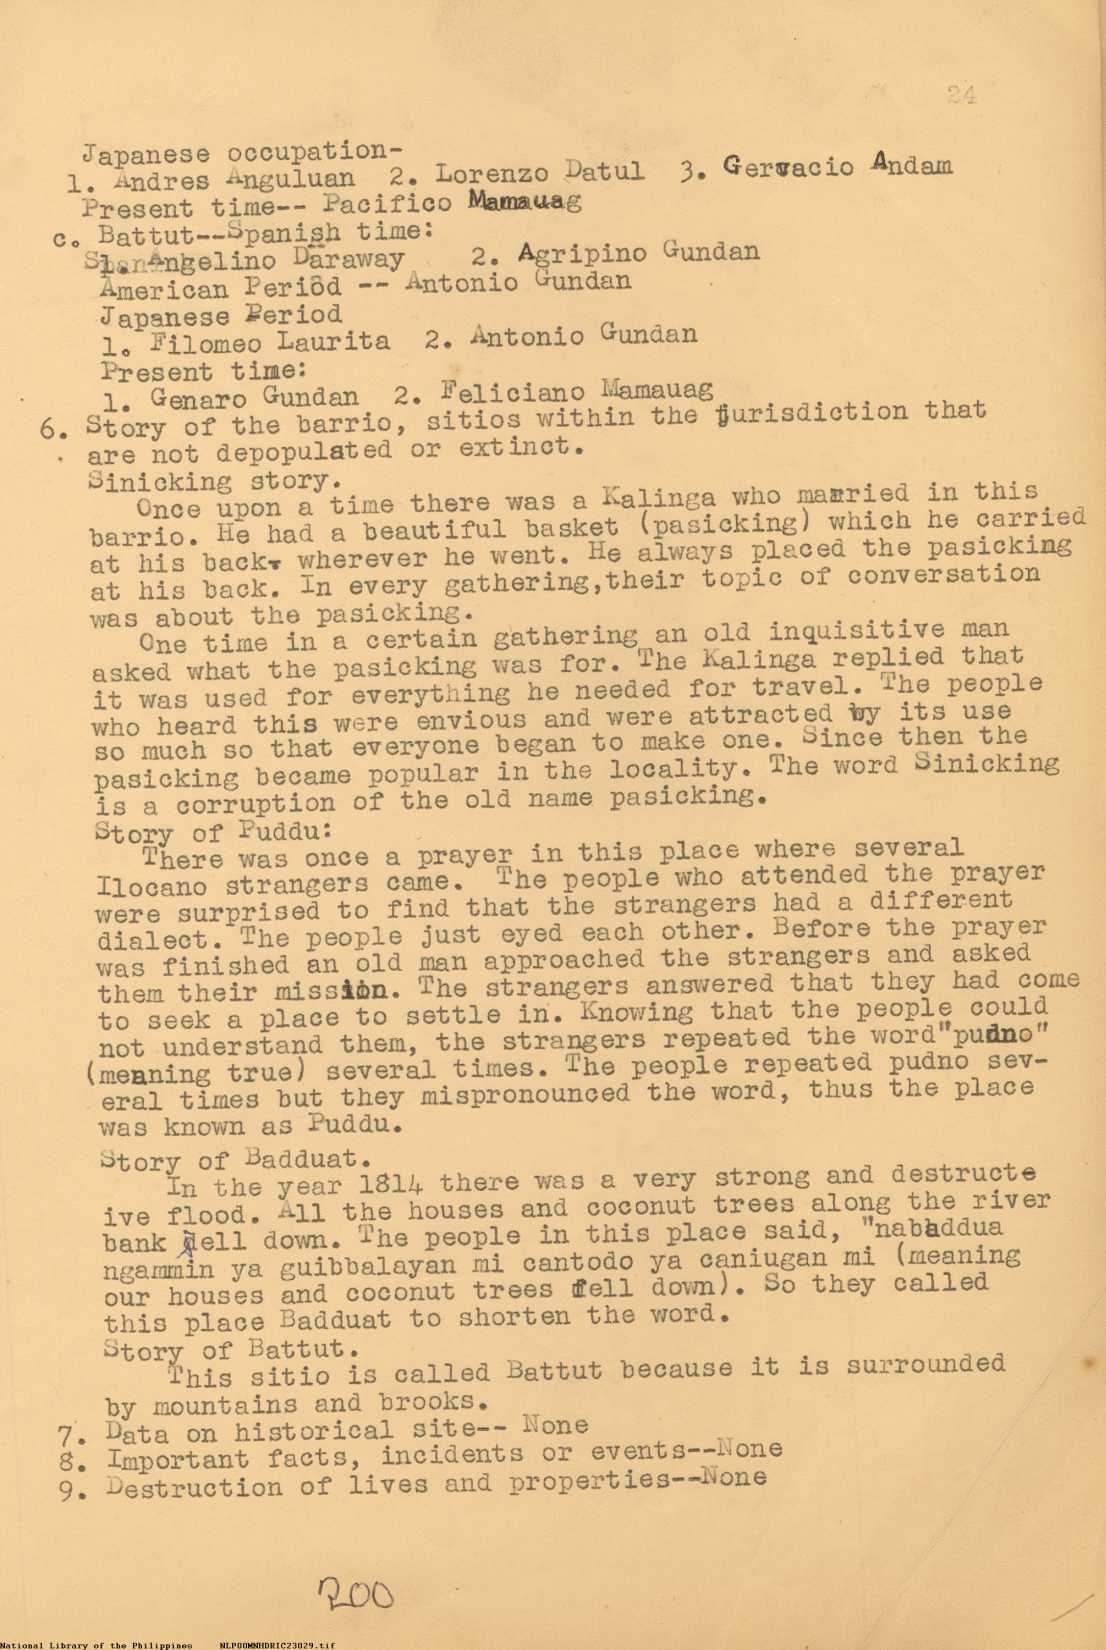 24
Japanese occupation-
1. Andres Anguluan 2. Lorenzo Datul 3. Gervacio Andam
Present time-- Pacifico Mamauag
c. Battut--Spanish time:
1. Angelino Daraway 2. Agripino Gundan
American Period -- Antonio Gundan
Japanese Period
1. Filomeo Laurita 2. Antonio Gundan
Present time:
1. Genaro Gundan 2. Feliciano Mamauag
6. Story of the barrio, sitios within the jurisdiction that
are not depopulated or extinct.
Sinicking story.
Once upon a time there was a Kalinga who married in this
barrio. He had a beautiful basket (pasicking) which he carried
at his back wherever he went. He always placed the pasicking
at his back. In every gathering,their topic of conversation
was about the pasicking.
One time in a certain gathering an old inquisitive man
asked what the pasicking was for. The Kalinga replied that
it was used for everything he needed for travel. The people
who heard this were envious and were attracted by its use
so much so that everyone began to make one. Since then the
pasicking became popular in the locality. The word Sinicking
is a corruption of the old name pasicking.
Story of Puddu:
There was once a prayer in this place where several
Ilocano strangers came. The people who attended the prayer
were surprised to find that the strangers had a different
dialect. The people just eyed each other. Before the prayer
was finished an old man approached the strangers and asked
them their mission. The strangers answered that they had come
to seek a place to settle in. Knowing that the people could
not understand them, the strangers repeated the word"pudno"
(meaning true) several times. The people repeated pudno sev-
eral times but they mispronounced the word, thus the place
was known as Puddu.
Story of Badduat.
In the year 1814 there was a very strong and destructe
ive flood. All the houses and coconut trees along the river
bank fell down. The people in this place said, "nabaddua
ngammin ya guibbalayan mi cantodo ya caniugan mi (meaning
our houses and coconut trees fell down). So they called
this place Badduat to shorten the word.
Story of Battut.
This sitio is called Battut because it is surrounded
by mountains and brooks.
7. Data on historical site-- None
8. Important facts, incidents or events--None
9. Destruction of lives and properties--None
200
National Library of the Philippines NLPOOMNHDRIC23029.tif